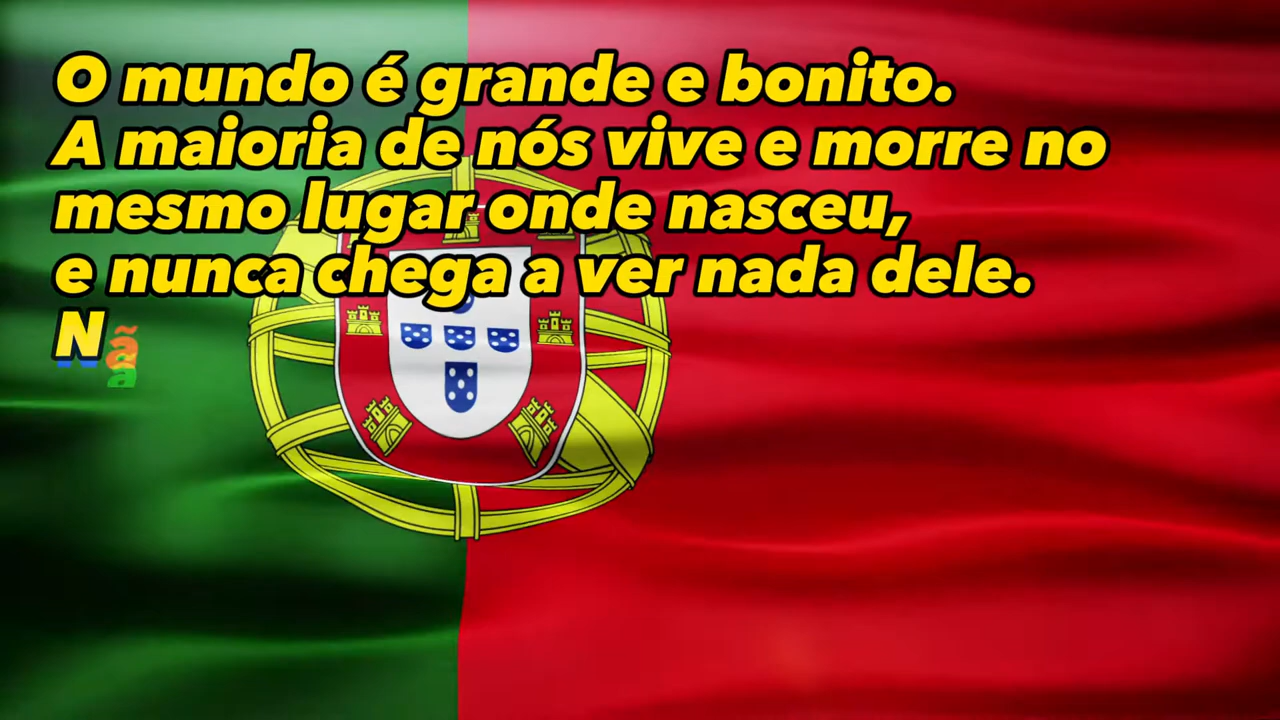 O mundo é grande e bonito.
A maioria de nós vive e morre no
mesmo lugar onde nasceu,
e nunca chega a ver nada dele.
N